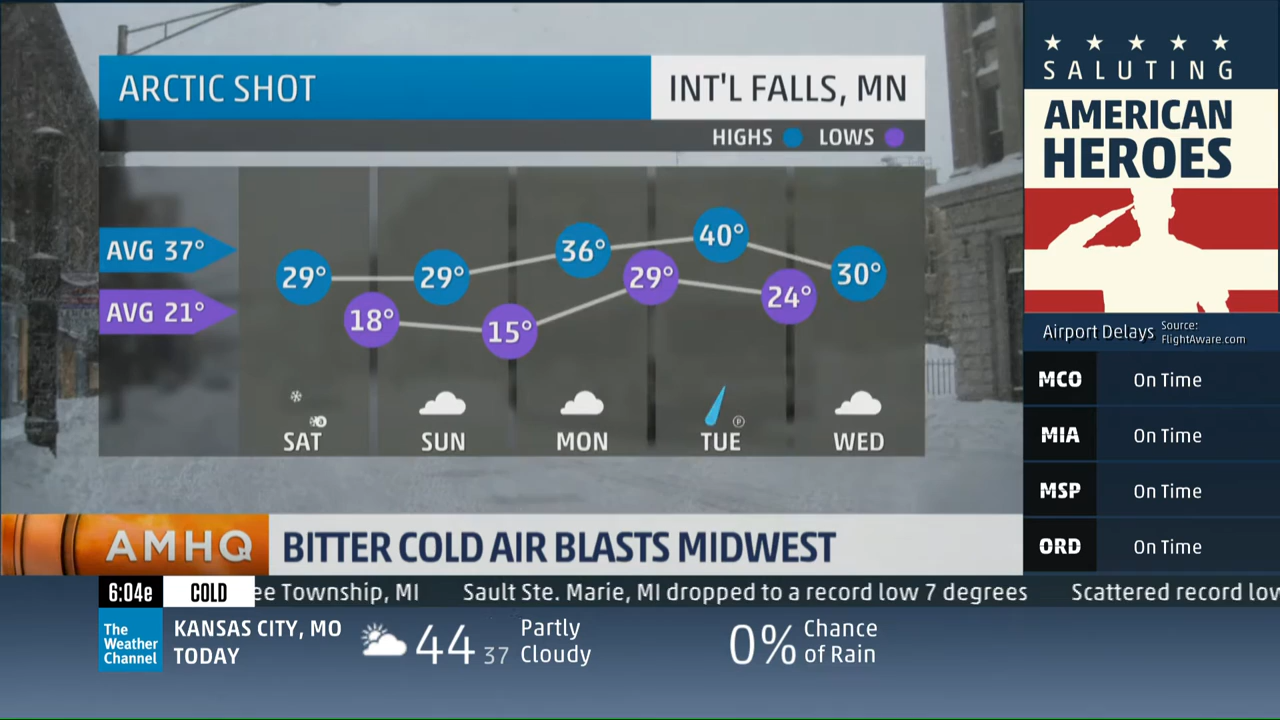 ARCTIC SHOT
INT'L FALLS, MN
HIGHS LOWS
AVG 37°
AVG 21°
29° 29° 36° 40° 30°
18° 15° 29° 24°
P
SAT SUN MON TUE WED
AMHQ
BITTER COLD AIR BLASTS MIDWEST
6:04e
COLD
ee Township, MI Sault Ste. Marie, MI dropped to a record low 7 degrees Scattered record low
The
Weather
Channel
KANSAS CITY, MO
TODAY
44 37
Partly
Cloudy
0%
Chance
of Rain
SALUTING
AMERICAN
HEROES
Airport Delays
Source:
FlightAware.com
MCO On Time
MIA On Time
MSP On Time
ORD On Time